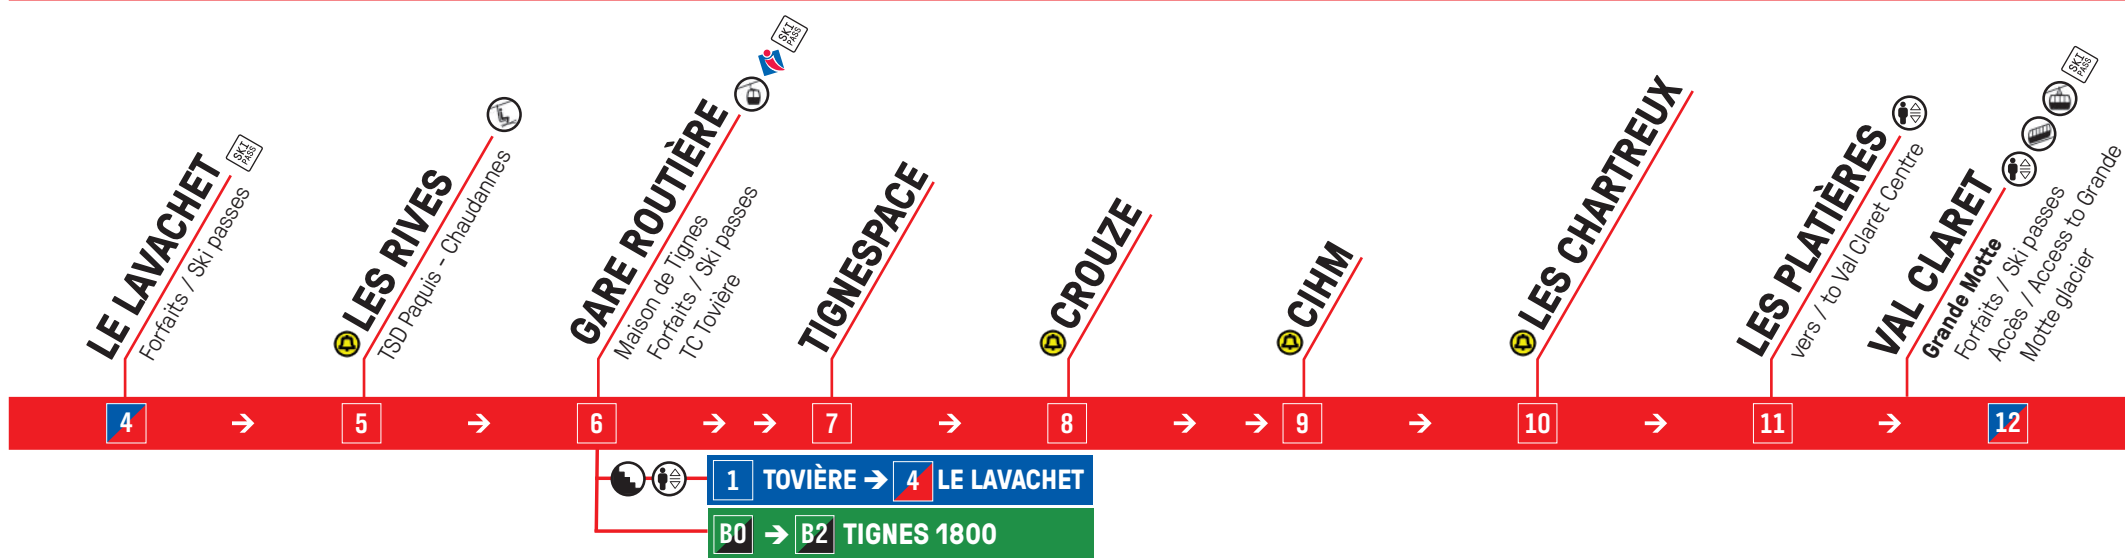 LE LAVACHET
SKI PASS
Forfaits / Ski passes
LES RIVES
TSD Paquis - Chaudannes
GARE ROUTIÈRE
SKI PASS
Maison de Tignes
Forfaits / Ski passes
TC Tovière
TIGNESPACE
CROUZE
CIHM
LES CHARTREUX
LES PLATIÈRES
vers / to Val Claret Centre
VAL CLARET
SKI PASS
Grande Motte
Forfaits / Ski passes
Accès / Access to Grande
Motte glacier
4 → 5 → 6 → → 7 → 8 → → 9 → 10 → 11 → 12
1 TOVIÈRE → 4 LE LAVACHET
B0 → B2 TIGNES 1800